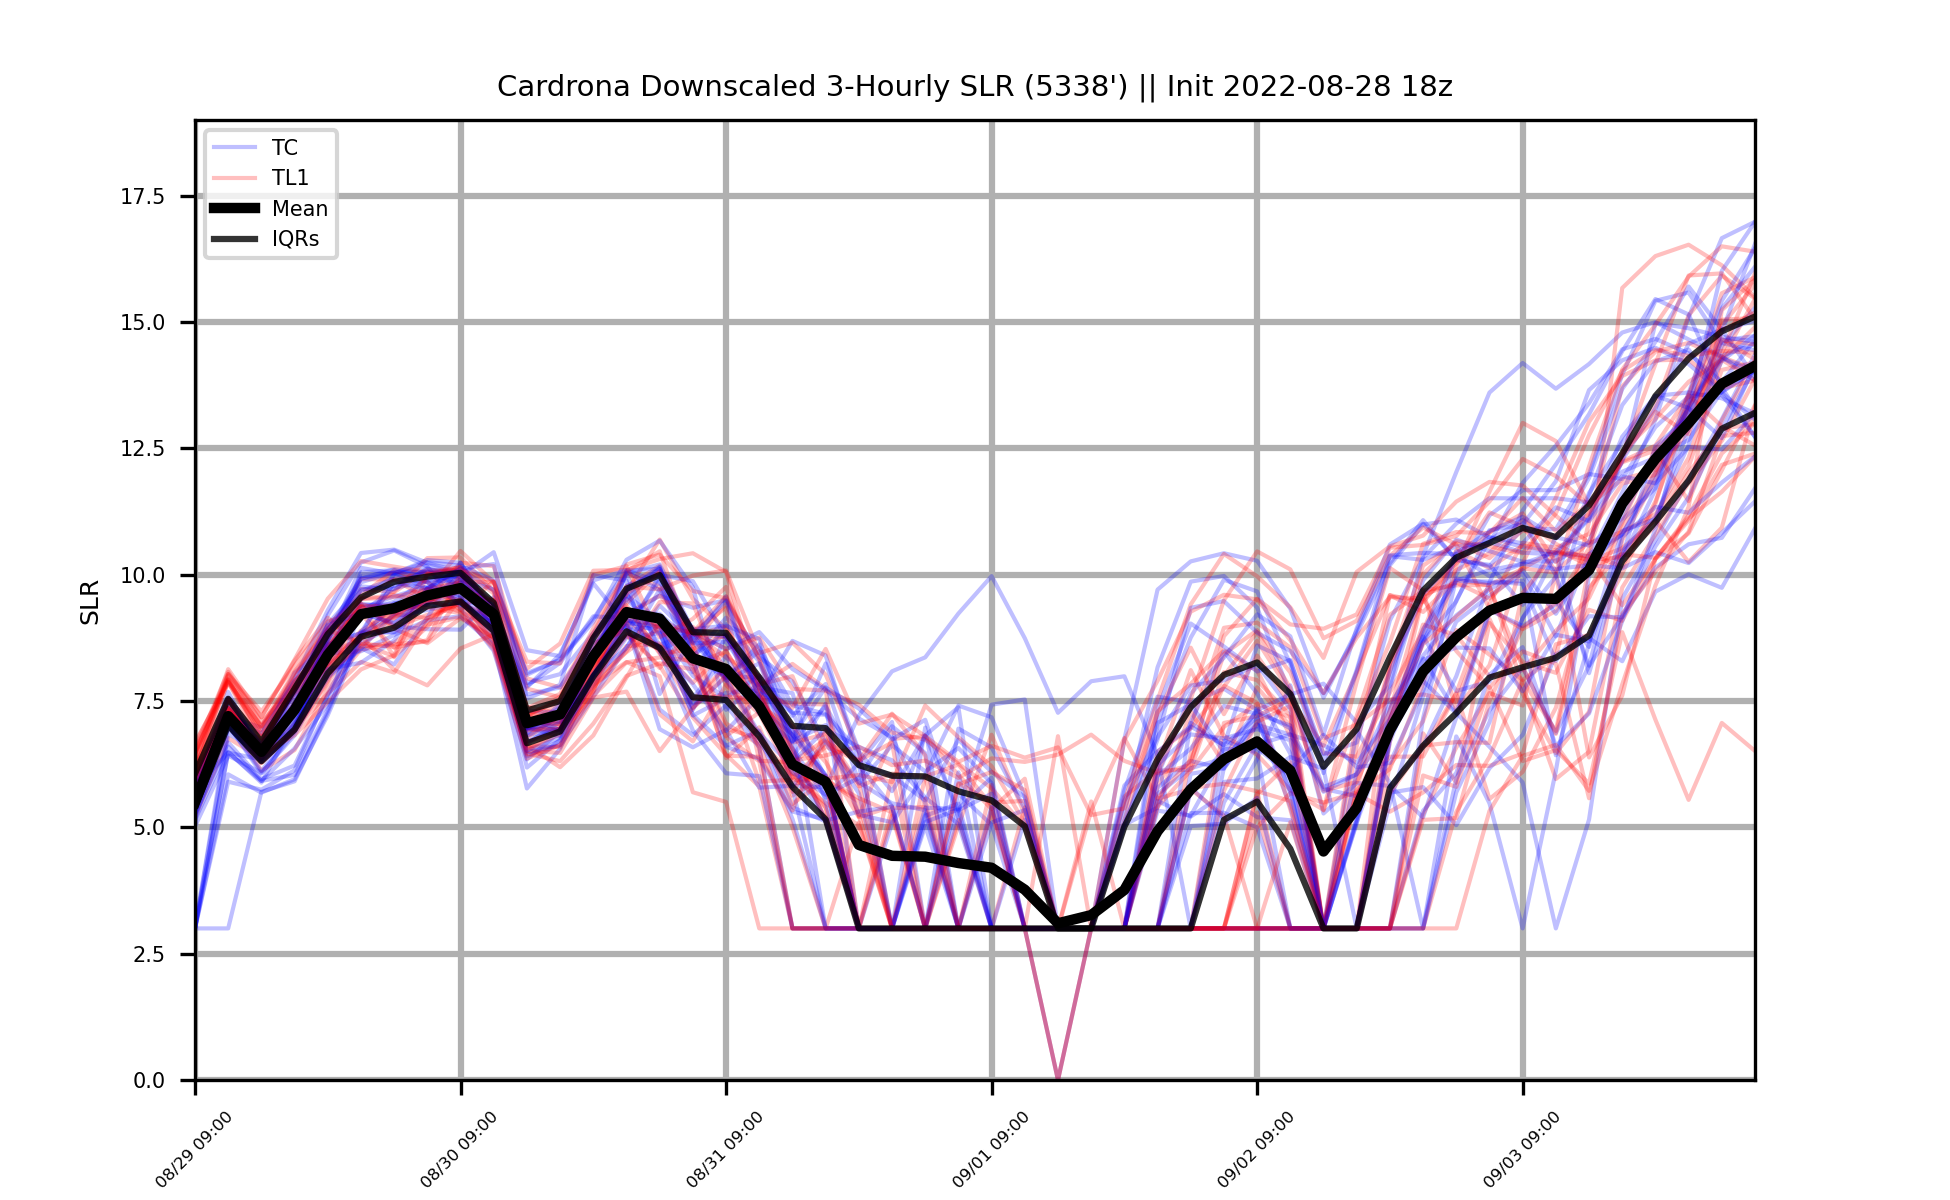 Cardrona Downscaled 3-Hourly SLR (5338') || Init 2022-08-28 18z
TC
TL1
Mean
IQRs
SLR
17.5
15.0
12.5
10.0
7.5
5.0
2.5
0.0
08/29 09:00
08/30 09:00
08/31 09:00
09/01 09:00
09/02 09:00
09/03 09:00